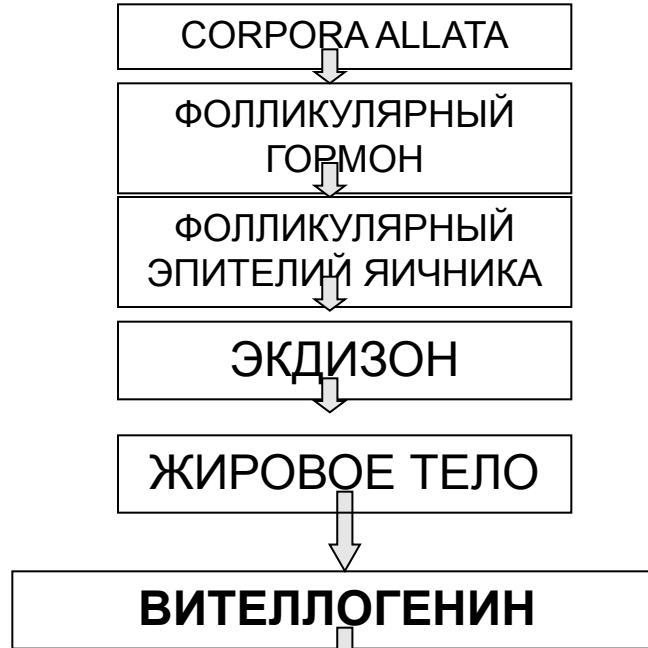 CORPORA ALLATA
ФОЛЛИКУЛЯРНЫЙ
ГОРМОН
ФОЛЛИКУЛЯРНЫЙ
ЭПИТЕЛИЙ ЯИЧНИКА
ЭКДИЗОН
ЖИРОВОЕ ТЕЛО
ВИТЕЛЛОГЕНИН